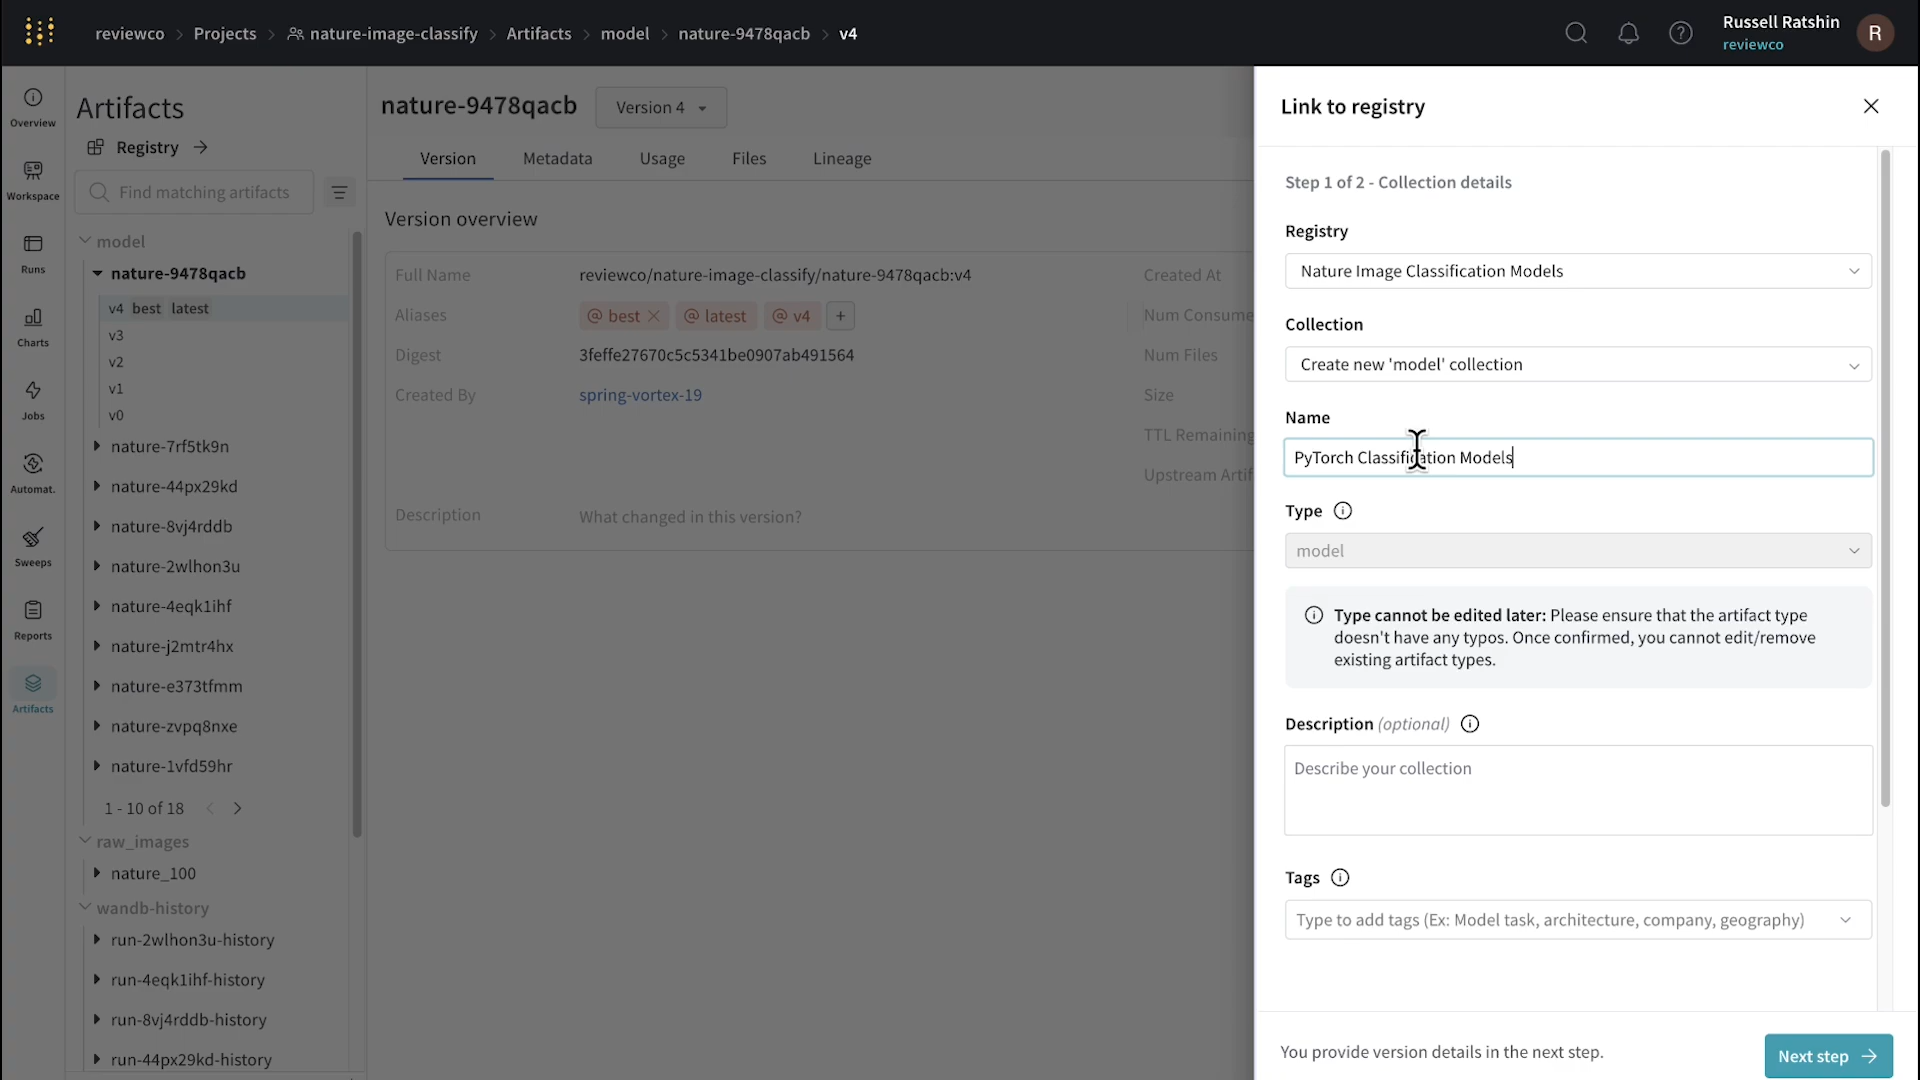 reviewco > Projects > nature-image-classify > Artifacts > model > nature-9478qacb > v4
Russell Ratshin
reviewco
R
Overview
Workspace
Runs
Charts
Jobs
Automat.
Sweeps
Reports
Artifacts
Artifacts
Registry
Find matching artifacts
model
nature-9478qacb
v4 best latest
v3
v2
v1
v0
nature-7rf5tk9n
nature-44px29kd
nature-8vj4rddb
nature-2wlhon3u
nature-4eqk1ihf
nature-j2mtr4hx
nature-e373tfmm
nature-zvpq8nxe
nature-1vfd59hr
1 - 10 of 18
raw_images
nature_100
wandb-history
run-2wlhon3u-history
run-4eqk1ihf-history
run-8vj4rddb-history
run-44px29kd-history
nature-9478qacb Version 4
Version Metadata Usage Files Lineage
Version overview
Full Name reviewco/nature-image-classify/nature-9478qacb:v4 Created At
Aliases @ best @ latest @ v4 + Num Consume
Digest 3feffe27670c5c5341be0907ab491564 Num Files
Created By spring-vortex-19 Size
TTL Remaining
Upstream Artif
Description What changed in this version?
Link to registry
Step 1 of 2 - Collection details
Registry
Nature Image Classification Models
Collection
Create new 'model' collection
Name
PyTorch Classification Models
Type
model
Type cannot be edited later: Please ensure that the artifact type
doesn't have any typos. Once confirmed, you cannot edit/remove
existing artifact types.
Description (optional)
Describe your collection
Tags
Type to add tags (Ex: Model task, architecture, company, geography)
You provide version details in the next step.
Next step